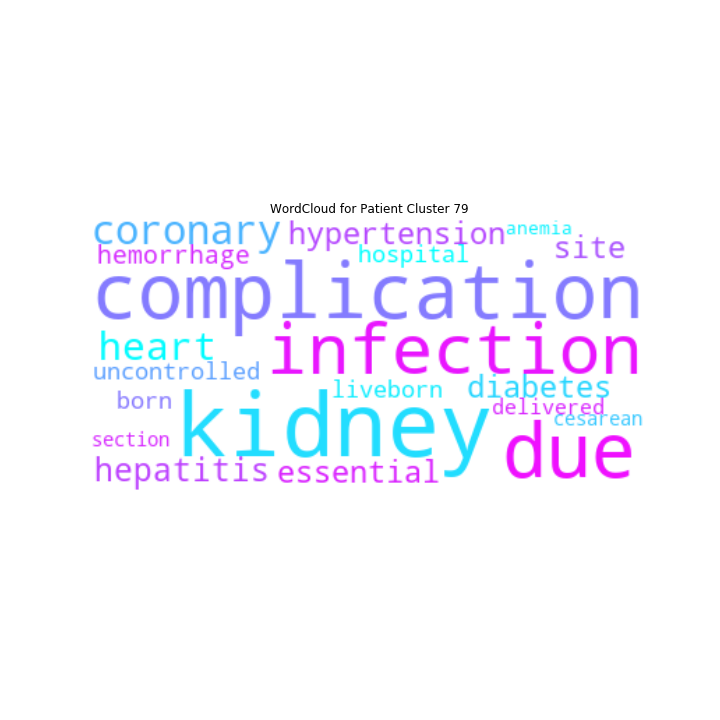 WordCloud for Patient Cluster 79
coronary hypertension anemia
hemorrhage hospital site
complication
heart infection
uncontrolled
born liveborn diabetes
kidney delivered
cesarean
section due
hepatitis essential